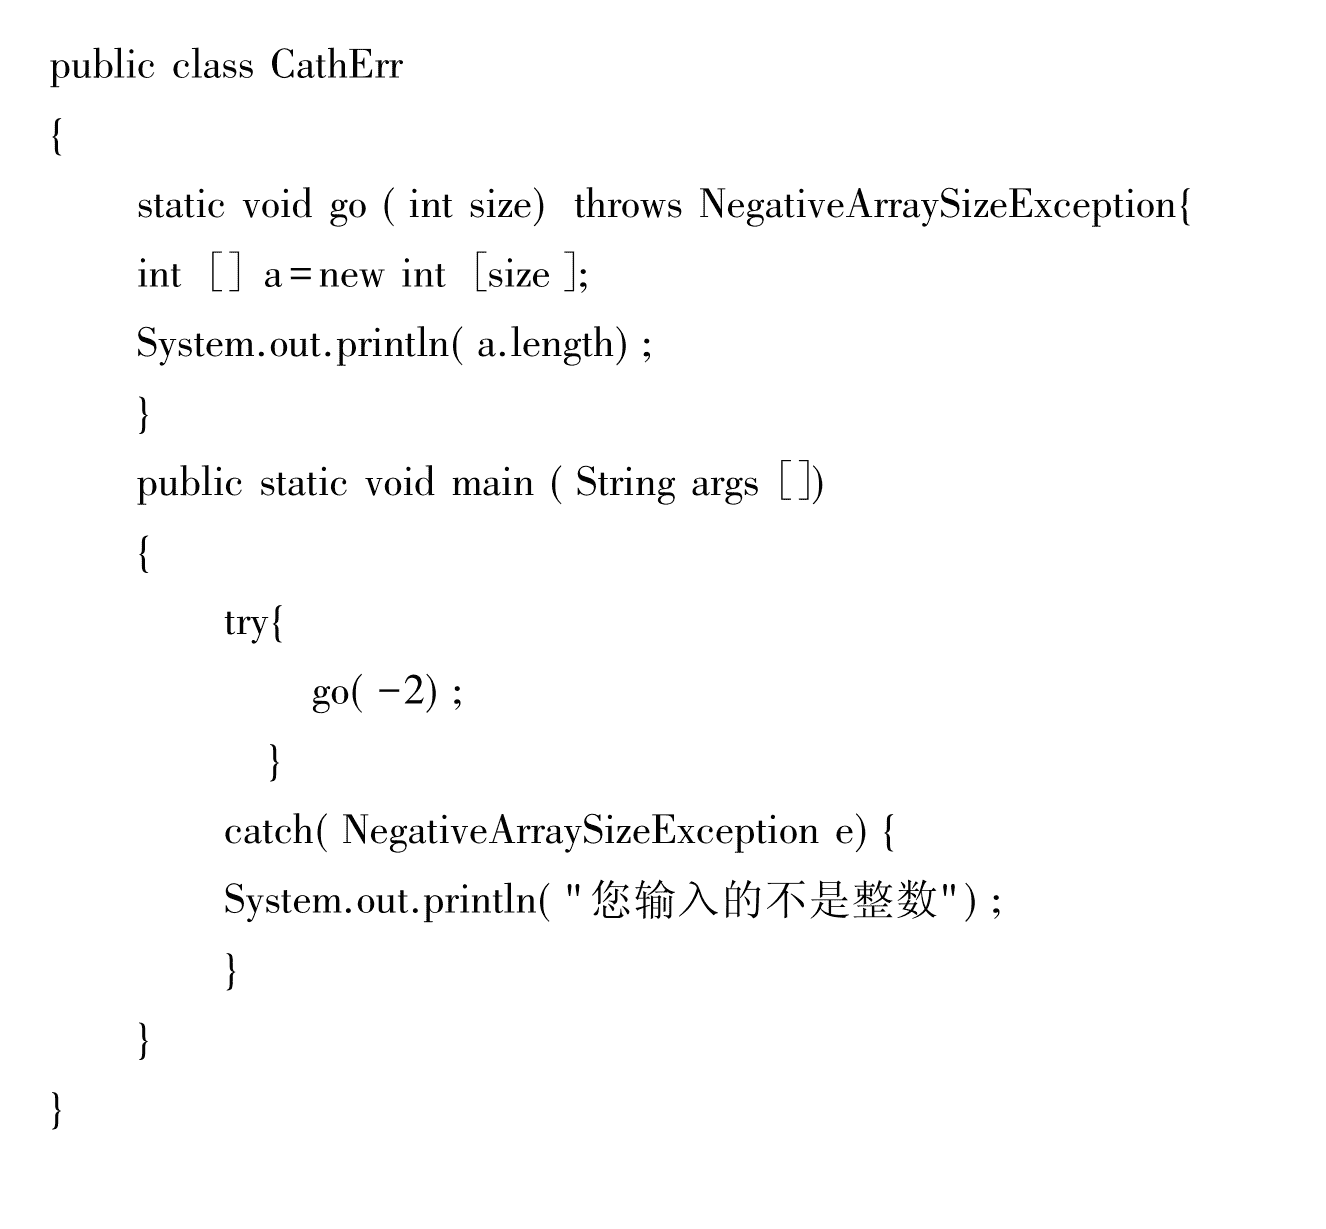 public class CathErr
{
static void go ( int size) throws NegativeArraySizeException{
int [] a=new int [size ];
System.out.println( a.length) ;
}
public static void main ( String args [])
{
try{
go( -2) ;
}
catch( NegativeArraySizeException e) {
System.out.println( "您输入的不是整数") ;
}
}
}